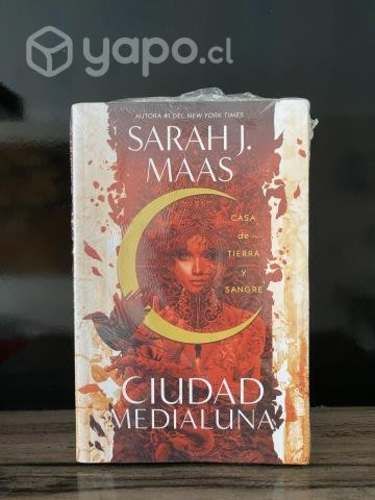 yapo.cl
AUTORA #1 DEL NEW YORK TIMES
SARAH J.
MAAS
CASA
de
TIERRA
y
SANGRE
CIUDAD
MEDIALUNA